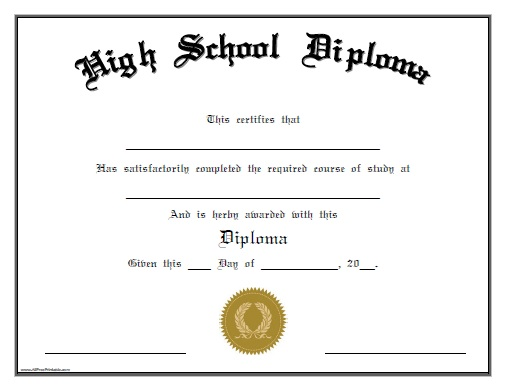 High School Diploma
This certifies that
Has satisfactorily completed the required course of study at
And is herby awarded with this
Diploma
Given this ____ Day of ____________, 20__.
www.AllFreePrintable.com